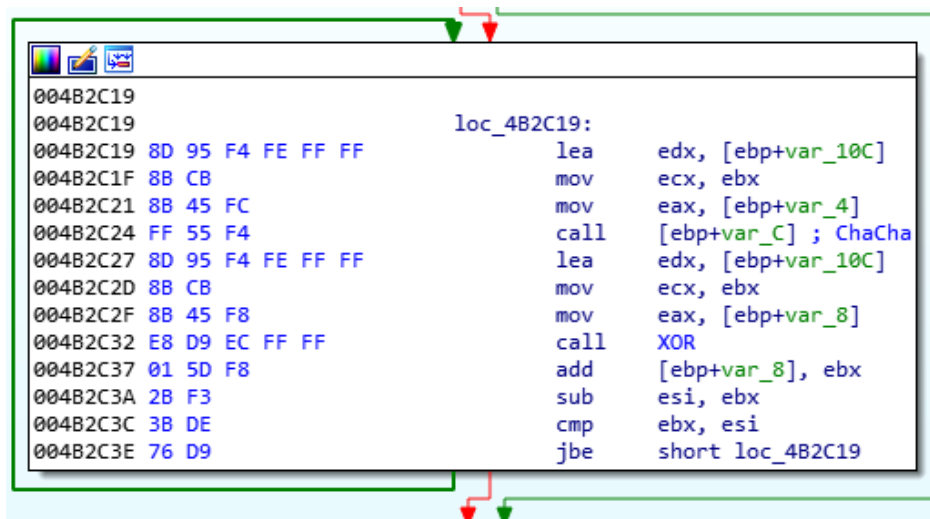 004B2C19
004B2C19 loc_4B2C19:
004B2C19 8D 95 F4 FE FF FF lea edx, [ebp+var_10C]
004B2C1F 8B CB mov ecx, ebx
004B2C21 8B 45 FC mov eax, [ebp+var_4]
004B2C24 FF 55 F4 call [ebp+var_C] ; ChaCha
004B2C27 8D 95 F4 FE FF FF lea edx, [ebp+var_10C]
004B2C2D 8B CB mov ecx, ebx
004B2C2F 8B 45 F8 mov eax, [ebp+var_8]
004B2C32 E8 D9 EC FF FF call XOR
004B2C37 01 5D F8 add [ebp+var_8], ebx
004B2C3A 2B F3 sub esi, ebx
004B2C3C 3B DE cmp ebx, esi
004B2C3E 76 D9 jbe short loc_4B2C19